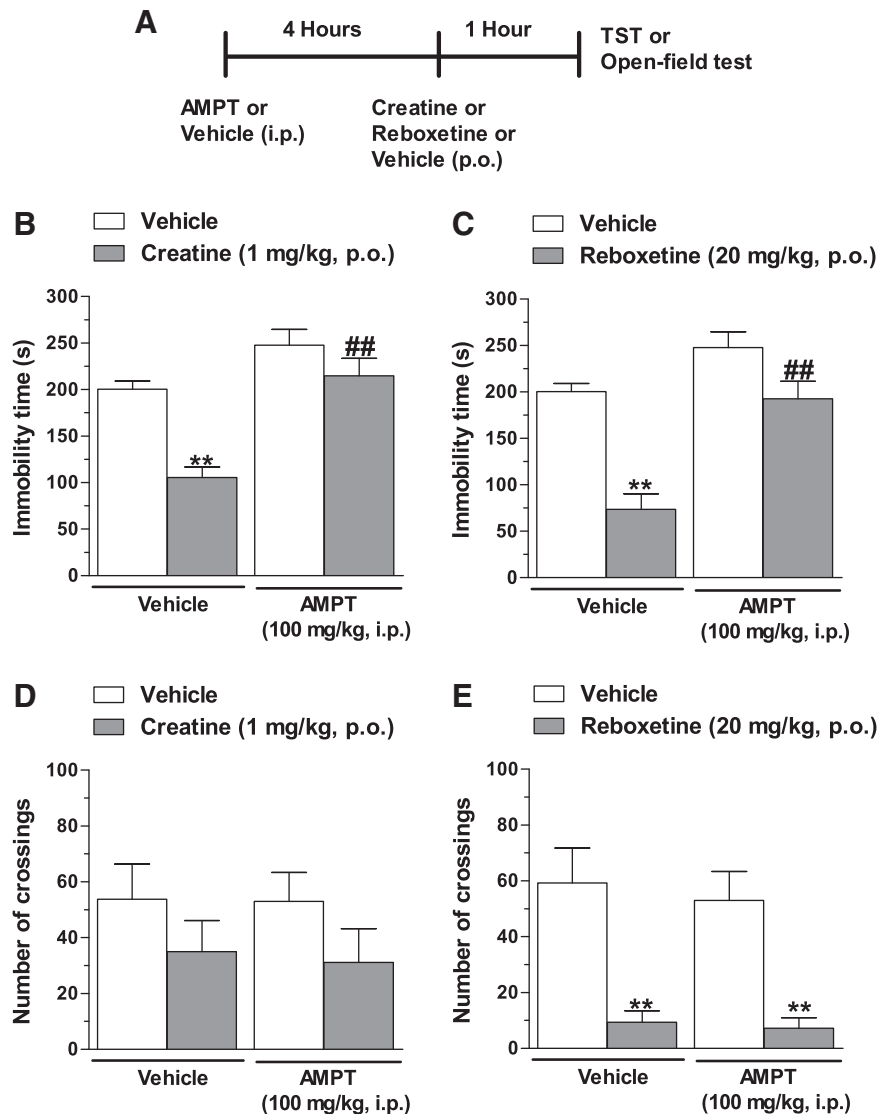 A
4 Hours
1 Hour
TST or
Open-field test
AMPT or
Vehicle (i.p.)
Creatine or
Reboxetine or
Vehicle (p.o.)
B
Vehicle
Creatine (1 mg/kg, p.o.)
Immobility time (s)
300
250
200
150
100
50
0
**
##
Vehicle
AMPT
(100 mg/kg, i.p.)
C
Vehicle
Reboxetine (20 mg/kg, p.o.)
Immobility time (s)
300
250
200
150
100
50
0
**
##
Vehicle
AMPT
(100 mg/kg, i.p.)
D
Vehicle
Creatine (1 mg/kg, p.o.)
Number of crossings
100
80
60
40
20
0
Vehicle
AMPT
(100 mg/kg, i.p.)
E
Vehicle
Reboxetine (20 mg/kg, p.o.)
Number of crossings
100
80
60
40
20
0
**
**
Vehicle
AMPT
(100 mg/kg, i.p.)